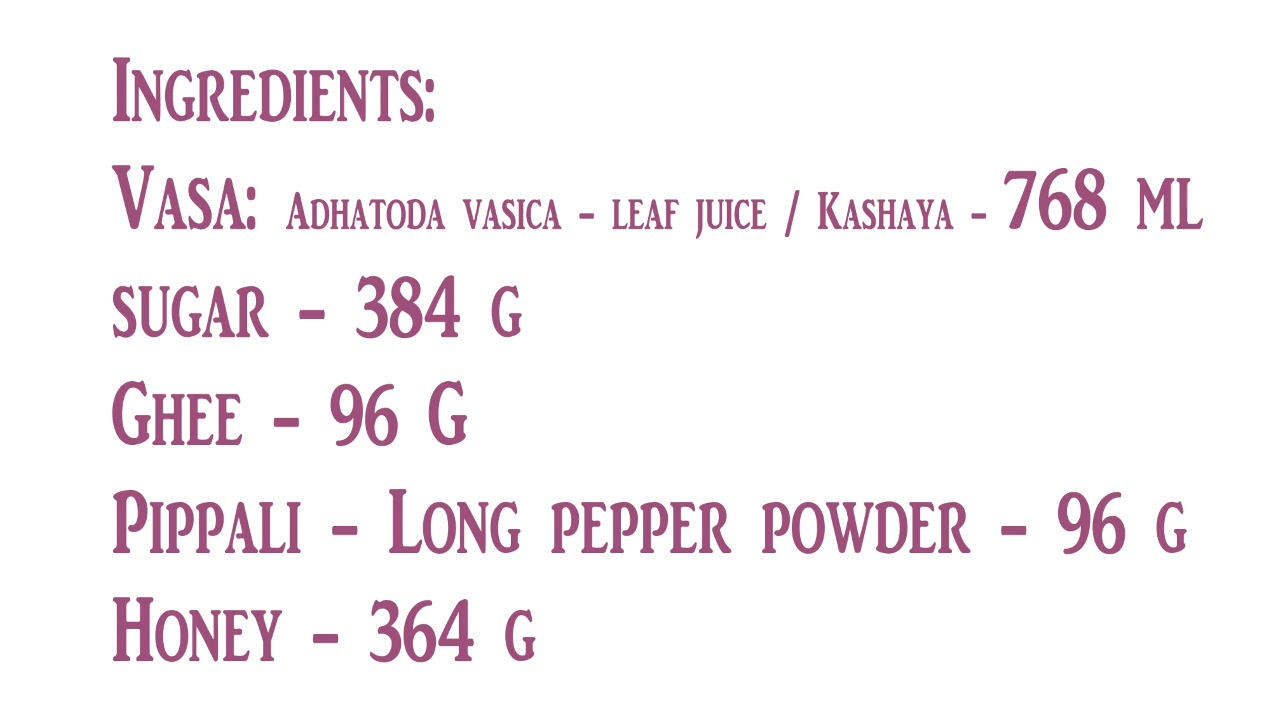 Ingredients:
Vasa: Adhatoda vasica - leaf juice / Kashaya - 768 ml
sugar - 384 g
Ghee - 96 G
Pippali - Long pepper powder - 96 g
Honey - 364 g